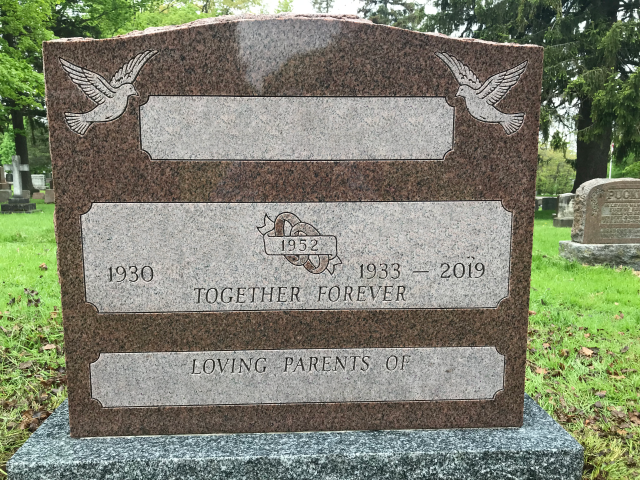 1952
1930 1933 — 2019
TOGETHER FOREVER
LOVING PARENTS OF